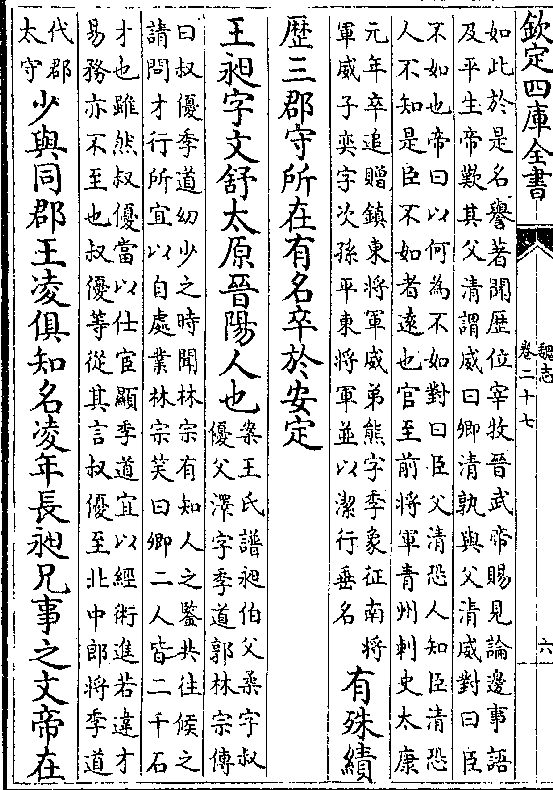 欽定四庫全書
魏志
卷二十七
六
如此於是名譽著聞歴位宰牧晉武帝賜見論邊事語
及平生帝歎其父清謂威曰卿清孰與父清威對曰臣
不如也帝曰以何為不如對曰臣父清恐人知臣清恐
人不知是臣不如者遠也官至前將軍青州刺史太康
元年卒追贈鎮東將軍威弟熊字季象征南將
軍威子奕字次孫平東將軍並以潔行垂名
有殊績
歴三郡守所在有名卒於安定
王昶字文舒太原晉陽人也
案王氏譜昶伯父柔字叔
優父澤字季道郭林宗傳
曰叔優季道幼少之時聞林宗有知人之鑒共往候之
請問才行所宜以自處業林宗笑曰卿二人皆二千石
才也雖然叔優當以仕宦顯季道宜以經術進若違才
易務亦不至也叔優等從其言叔優至北中郎將季道
代郡
太守
少與同郡王凌俱知名凌年長昶兄事之文帝在